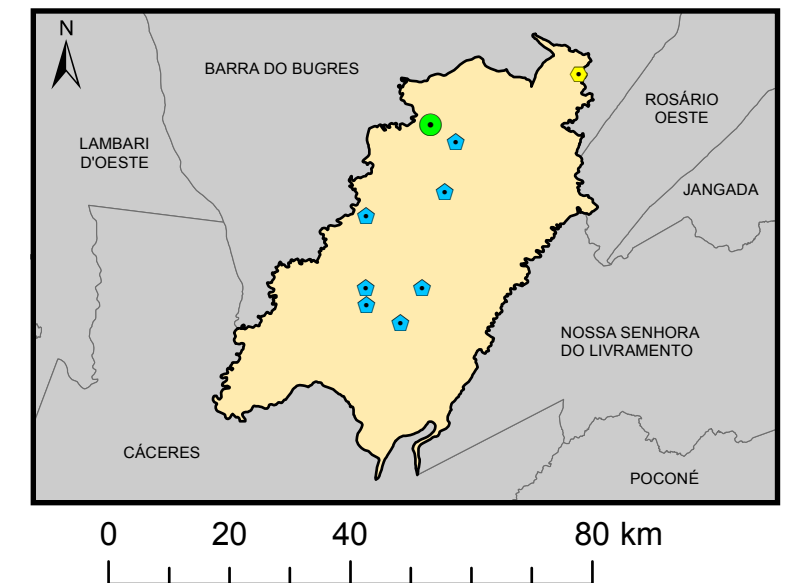 N
BARRA DO BUGRES
ROSÁRIO
OESTE
LAMBARI
D'OESTE
JANGADA
NOSSA SENHORA
DO LIVRAMENTO
CÁCERES
POCONÉ
0 20 40 80 km